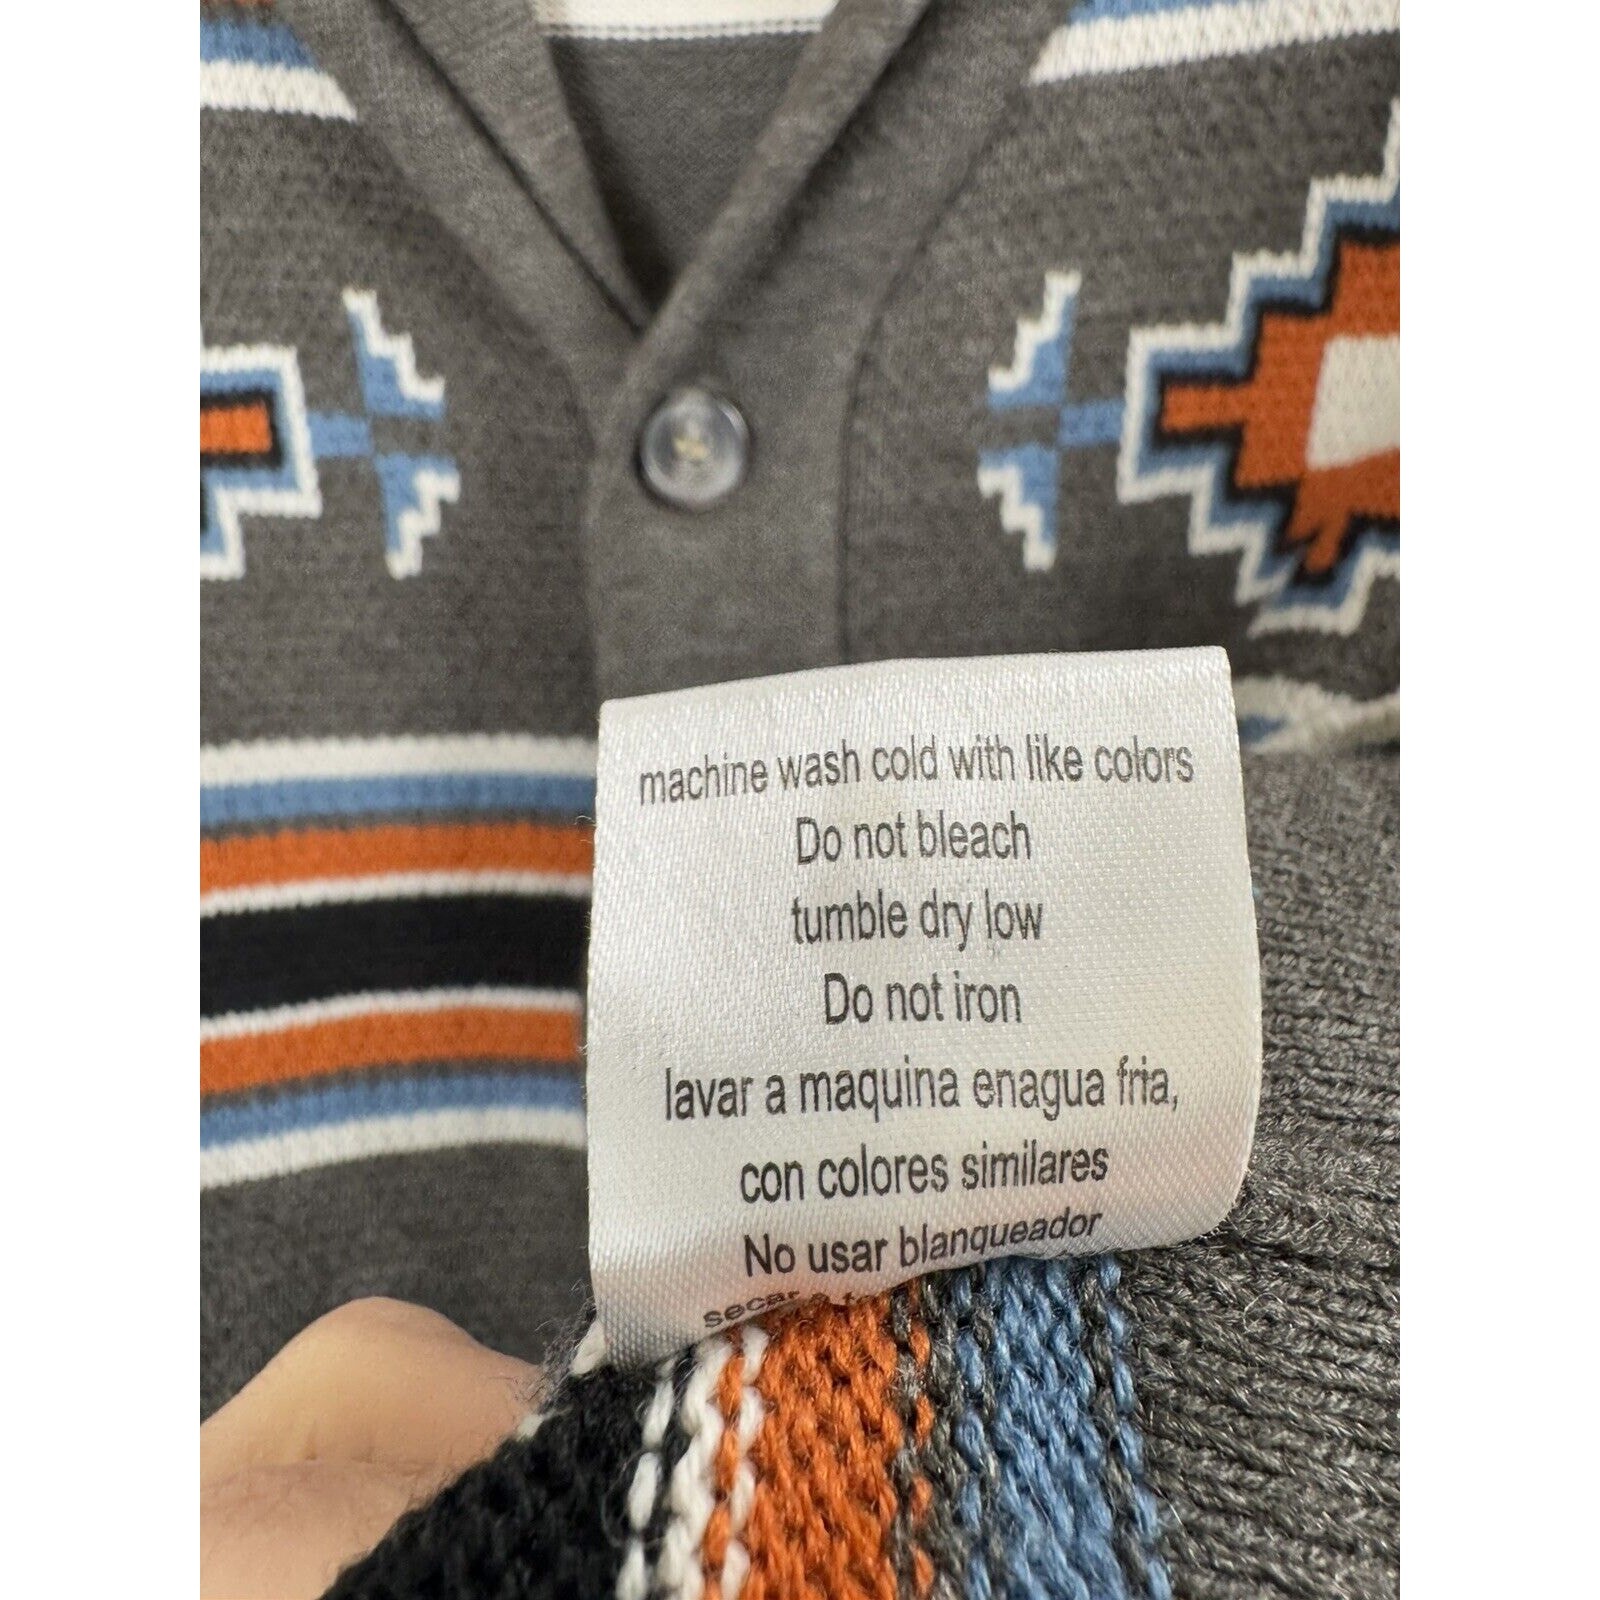 machine wash cold with like colors
Do not bleach
tumble dry low
Do not iron
lavar a maquina enagua fria,
con colores similares
No usar blanqueador
secar a